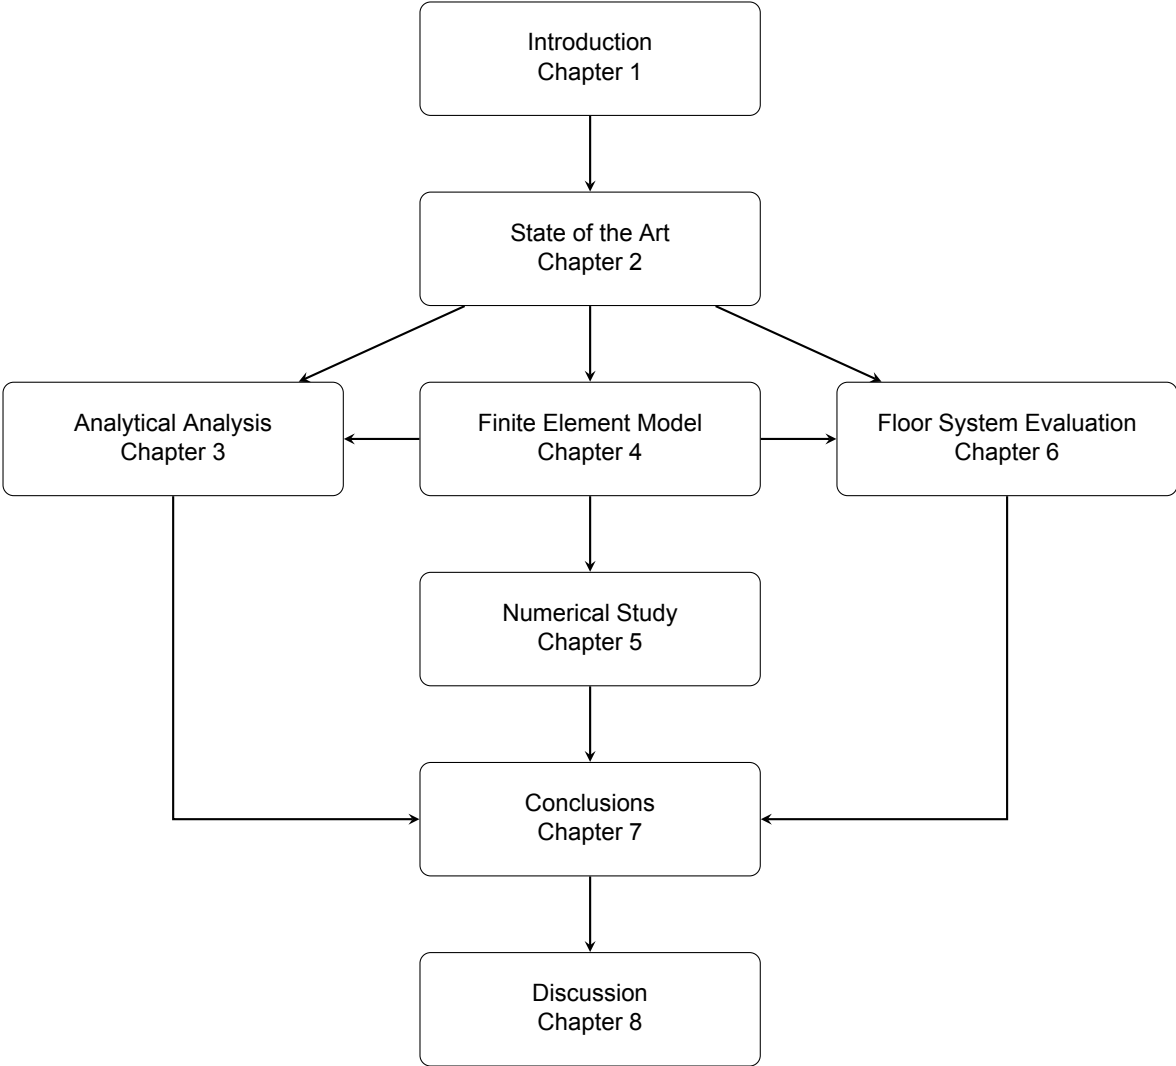 Introduction
Chapter 1
State of the Art
Chapter 2
Analytical Analysis
Chapter 3
Finite Element Model
Chapter 4
Floor System Evaluation
Chapter 6
Numerical Study
Chapter 5
Conclusions
Chapter 7
Discussion
Chapter 8